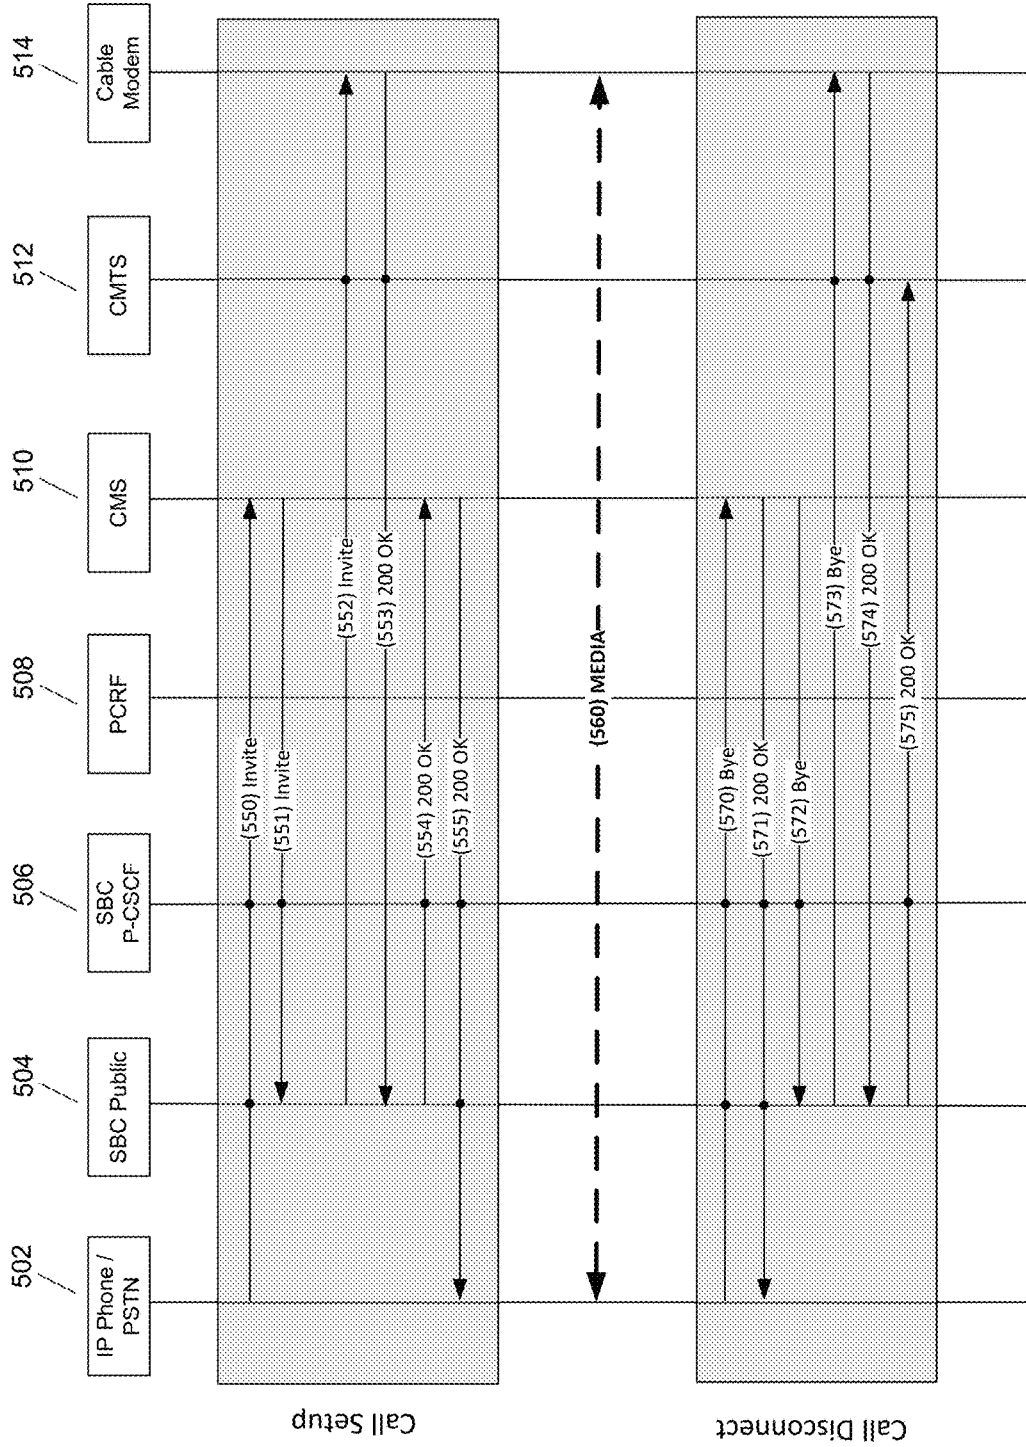 502
504
506
508
510
512
514
IP Phone /
PSTN
SBC Public
SBC
P-CSCF
PCRF
CMS
CMTS
Cable
Modem
Call Setup
(550) Invite
(551) Invite
(552) Invite
(553) 200 OK
(554) 200 OK
(555) 200 OK
(560) MEDIA
Call Disconnect
(570) Bye
(571) 200 OK
(572) Bye
(573) Bye
(574) 200 OK
(575) 200 OK